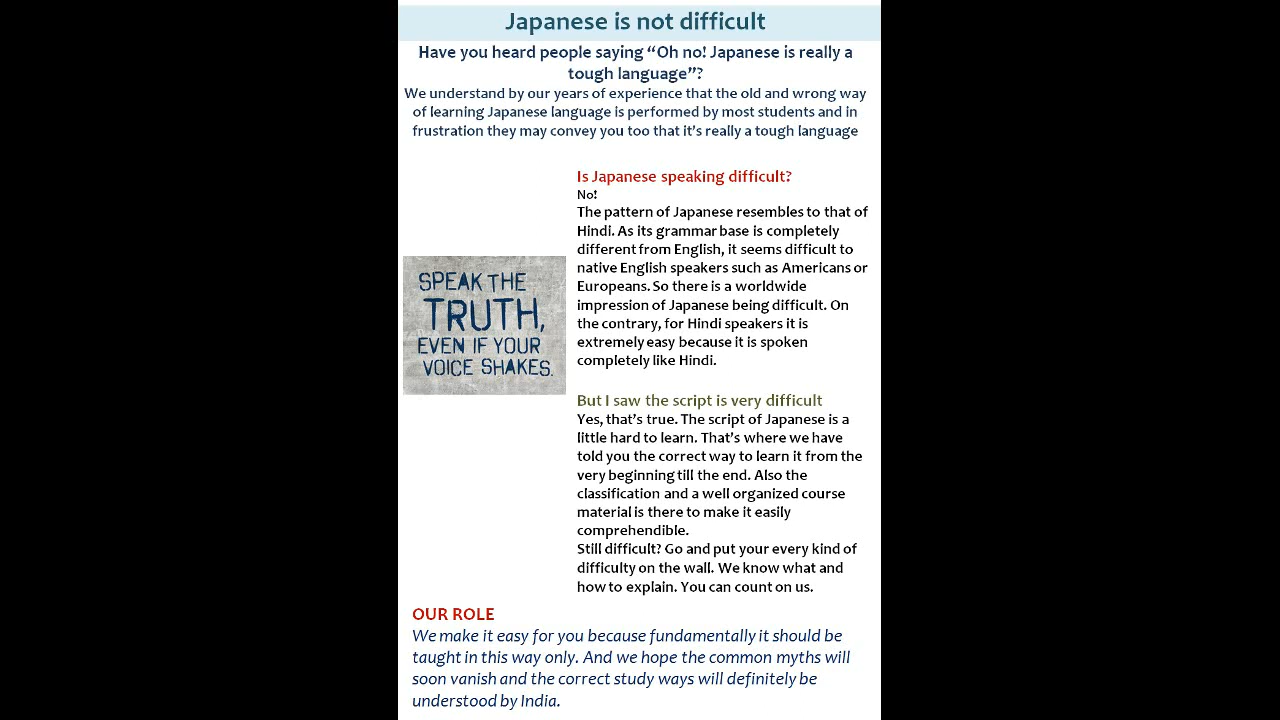 Japanese is not difficult
Have you heard people saying “Oh no! Japanese is really a
tough language”?
We understand by our years of experience that the old and wrong way
of learning Japanese language is performed by most students and in
frustration they may convey you too that it’s really a tough language
Is Japanese speaking difficult?
No!
The pattern of Japanese resembles to that of
Hindi. As its grammar base is completely
different from English, it seems difficult to
native English speakers such as Americans or
Europeans. So there is a worldwide
impression of Japanese being difficult. On
the contrary, for Hindi speakers it is
extremely easy because it is spoken
completely like Hindi.
SPEAK THE
TRUTH,
EVEN IF YOUR
VOICE SHAKES.
But I saw the script is very difficult
Yes, that’s true. The script of Japanese is a
little hard to learn. That’s where we have
told you the correct way to learn it from the
very beginning till the end. Also the
classification and a well organized course
material is there to make it easily
comprehendible.
Still difficult? Go and put your every kind of
difficulty on the wall. We know what and
how to explain. You can count on us.
OUR ROLE
We make it easy for you because fundamentally it should be
taught in this way only. And we hope the common myths will
soon vanish and the correct study ways will definitely be
understood by India.